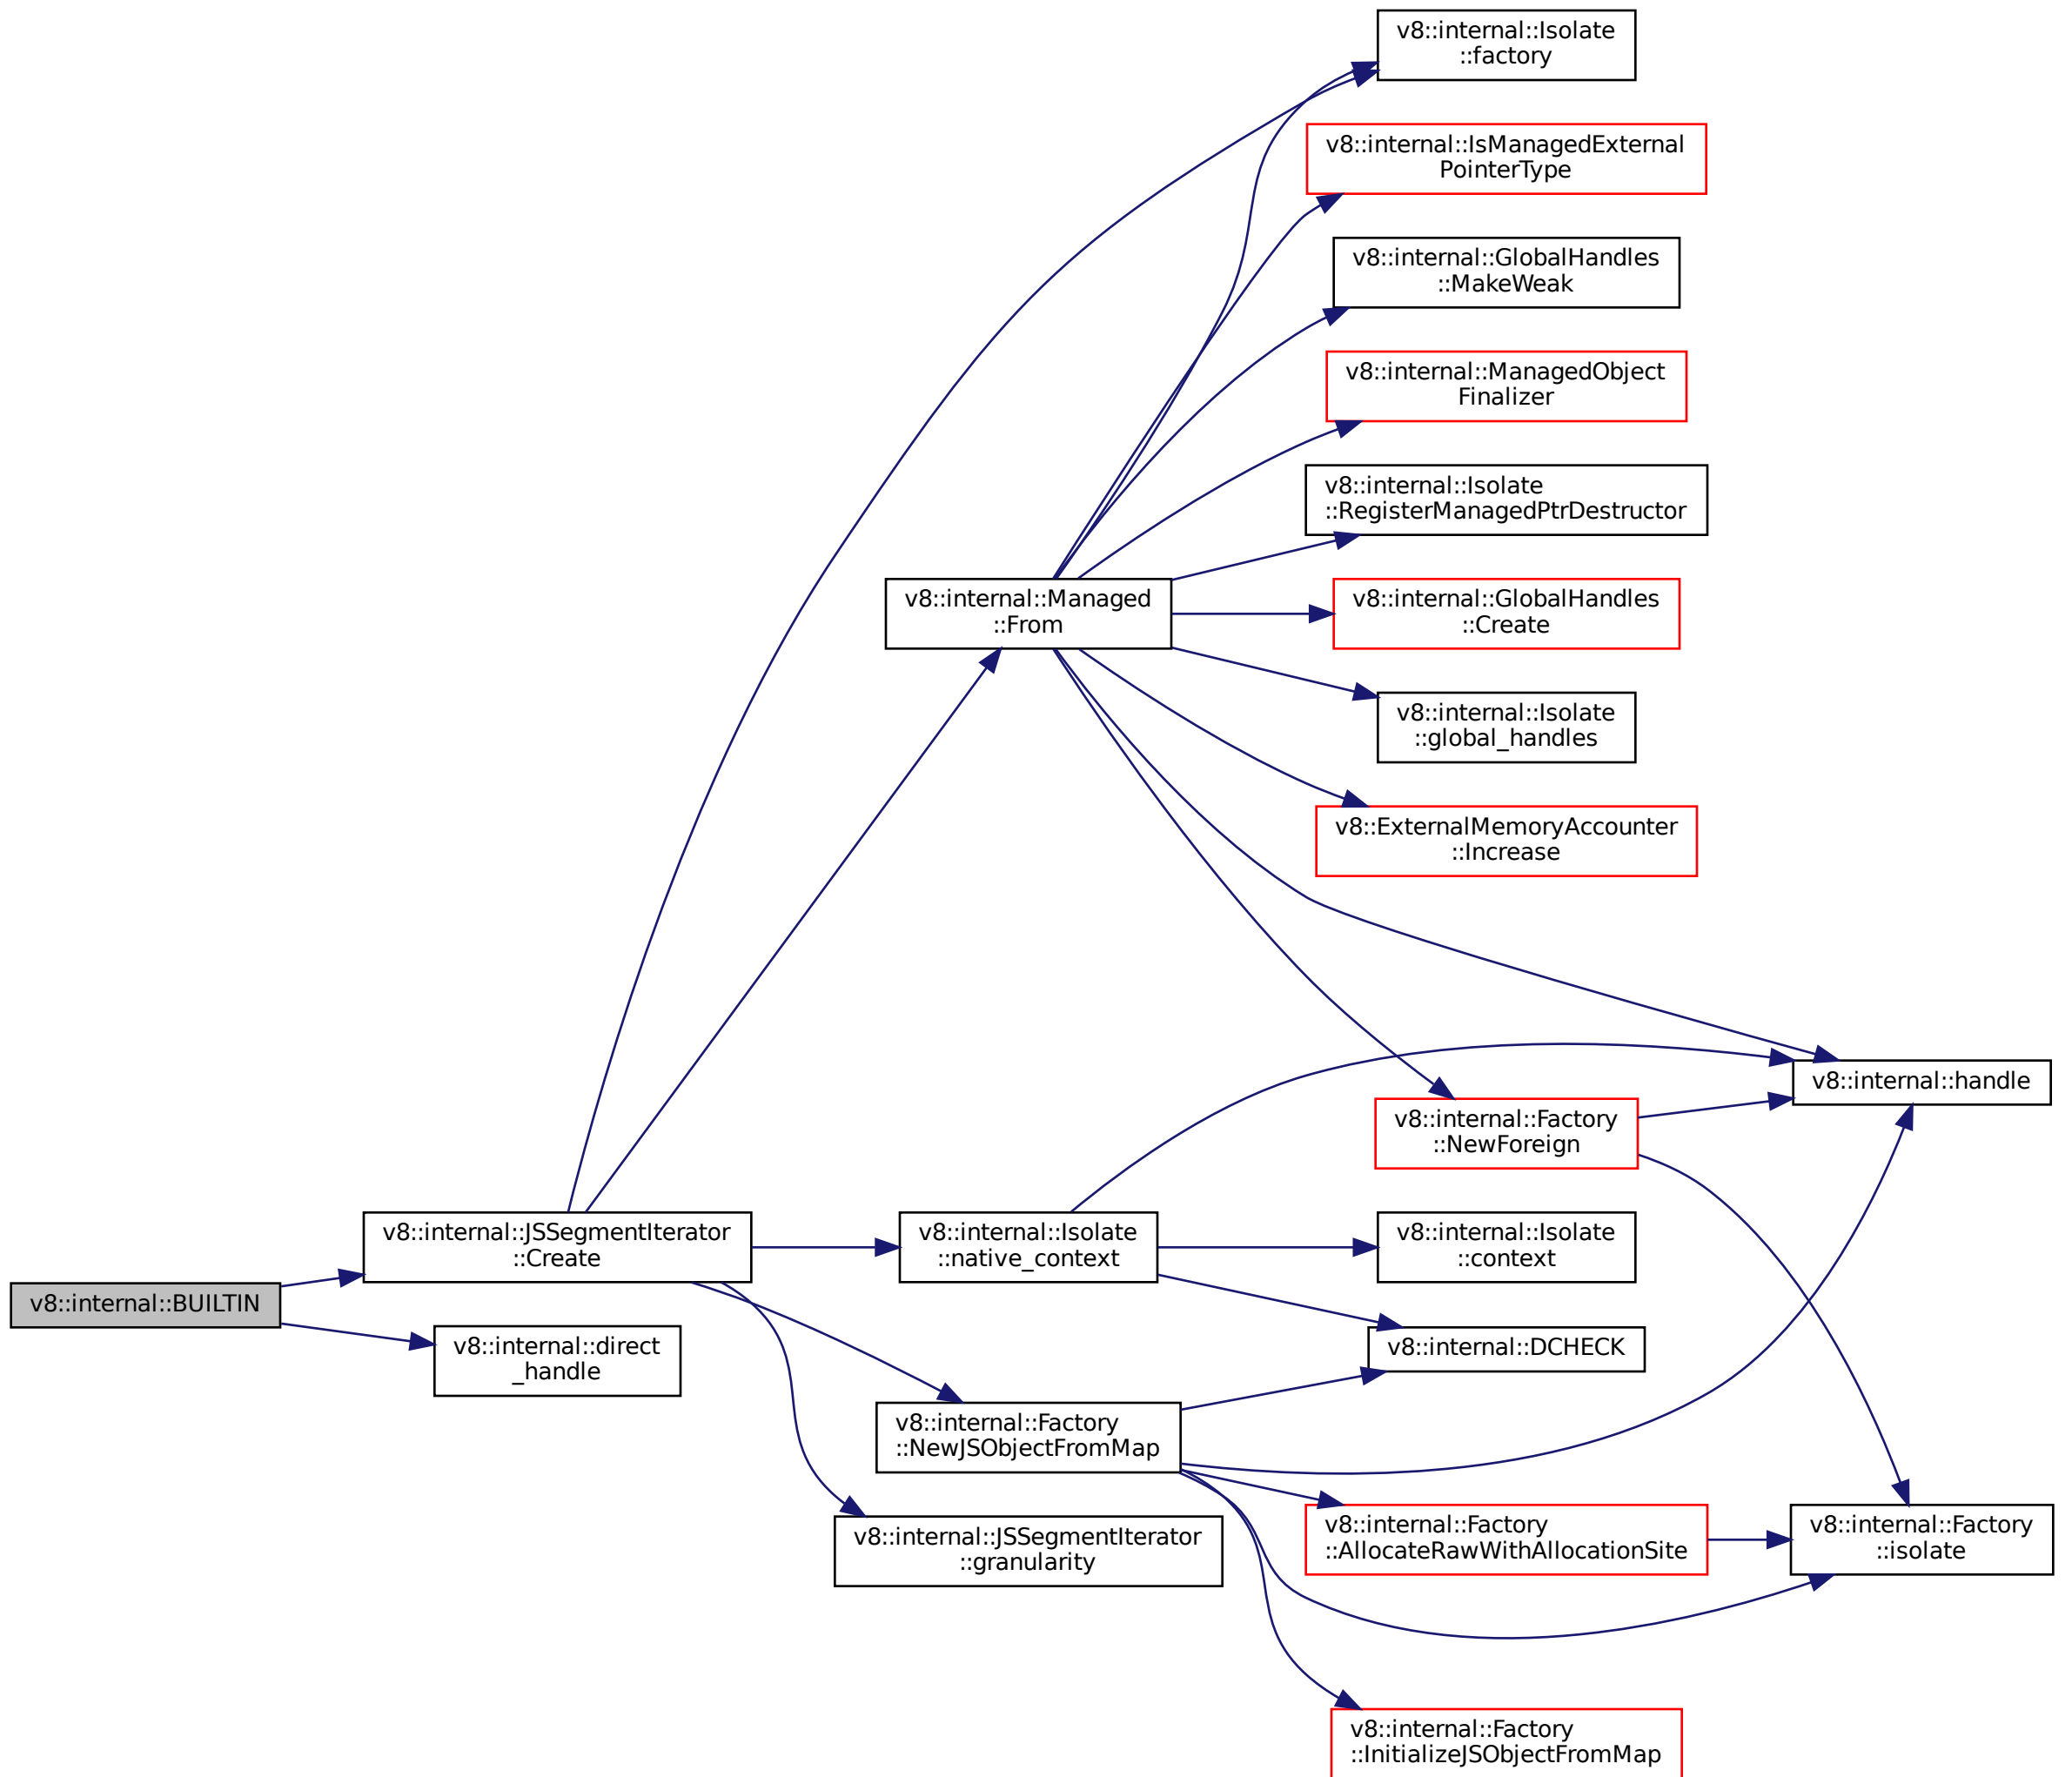 v8::internal::Isolate
::factory
v8::internal::IsManagedExternal
PointerType
v8::internal::GlobalHandles
::MakeWeak
v8::internal::ManagedObject
Finalizer
v8::internal::Isolate
::RegisterManagedPtrDestructor
v8::internal::Managed
::From
v8::internal::GlobalHandles
::Create
v8::internal::Isolate
::global_handles
v8::ExternalMemoryAccounter
::Increase
v8::internal::handle
v8::internal::Factory
::NewForeign
v8::internal::JSSegmentIterator
::Create
v8::internal::Isolate
::native_context
v8::internal::Isolate
::context
v8::internal::BUILTIN
v8::internal::direct
_handle
v8::internal::DCHECK
v8::internal::Factory
::NewJSObjectFromMap
v8::internal::JSSegmentIterator
::granularity
v8::internal::Factory
::AllocateRawWithAllocationSite
v8::internal::Factory
::isolate
v8::internal::Factory
::InitializeJSObjectFromMap